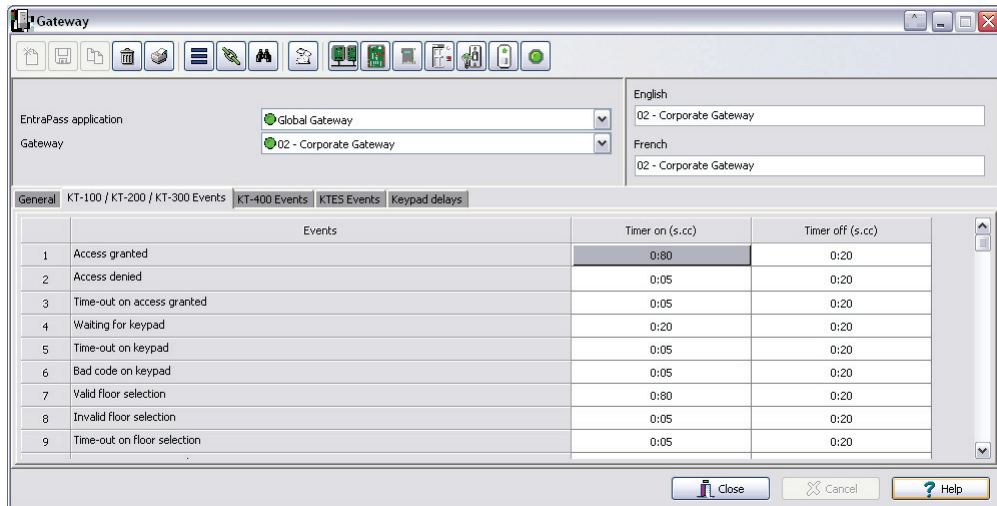 Gateway
English
EntraPass application Global Gateway 02 - Corporate Gateway
Gateway 02 - Corporate Gateway French
02 - Corporate Gateway
General KT-100 / KT-200 / KT-300 Events KT-400 Events KTES Events Keypad delays
Events Timer on (s.cc) Timer off (s.cc)
1 Access granted 0:80 0:20
2 Access denied 0:05 0:20
3 Time-out on access granted 0:05 0:20
4 Waiting for keypad 0:20 0:20
5 Time-out on keypad 0:05 0:20
6 Bad code on keypad 0:05 0:20
7 Valid floor selection 0:80 0:20
8 Invalid floor selection 0:05 0:20
9 Time-out on floor selection 0:05 0:20
Close Cancel Help